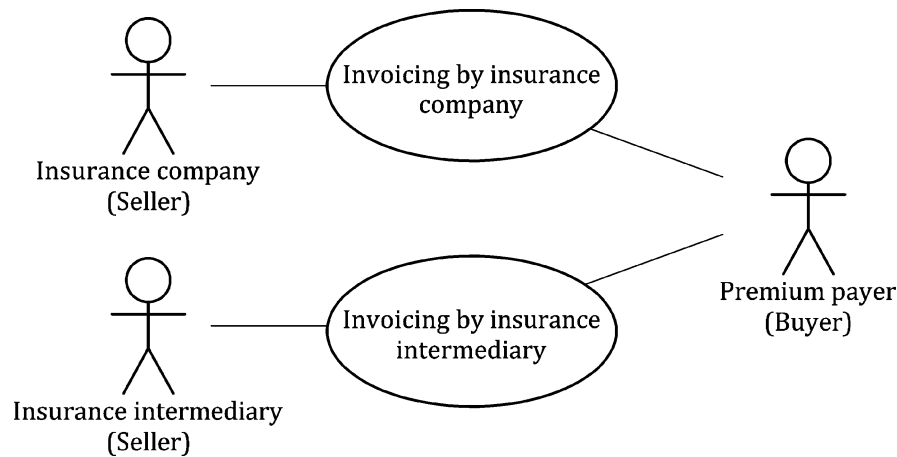 Invoicing by insurance
company
Insurance company
(Seller)
Premium payer
(Buyer)
Invoicing by insurance
intermediary
Insurance intermediary
(Seller)